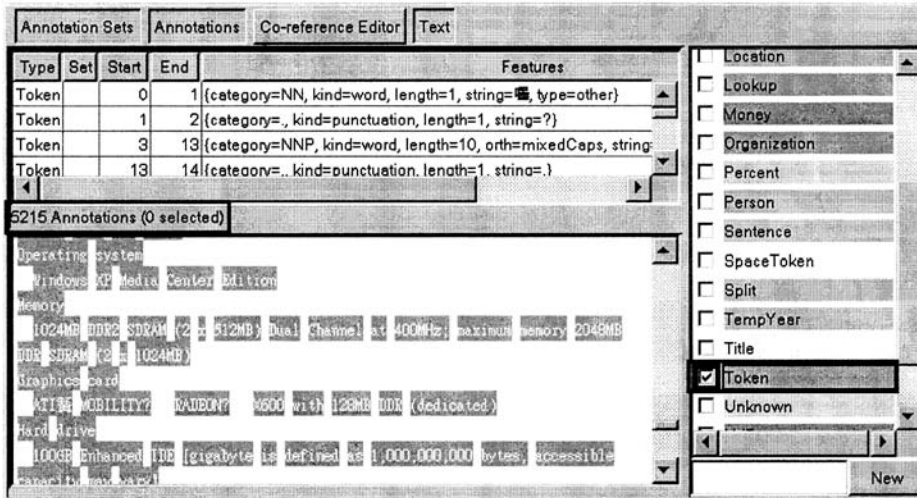 Annotation Sets Annotations Co-reference Editor Text
Type Set Start End Features
Token 0 1 {category=NN, kind=word, length=1, string= , type=other}
Token 1 2 {category=., kind=punctuation, length=1, string=?}
Token 3 13 {category=NNP, kind=word, length=10, orth=mixedCaps, string
Token 13 14 {category=., kind=punctuation, length=1, string=.}
5215 Annotations (0 selected)
Operating system
Windows XP Media Center Edition
Memory
1024MB DDR2 SDRAM (2 x 512MB) Dual Channel at 400MHz; maximum memory 2048MB
DDR SDRAM (2 x 1024MB)
Graphics card
ATI MOBILITY? RADEON? X600 with 128MB DDR (dedicated)
Hard drive
100GB Enhanced IDE [gigabyte is defined as 1,000,000,000 bytes, accessible
capacity may vary]
Location
Lookup
Money
Organization
Percent
Person
Sentence
SpaceToken
Split
TempYear
Title
Token
Unknown
New